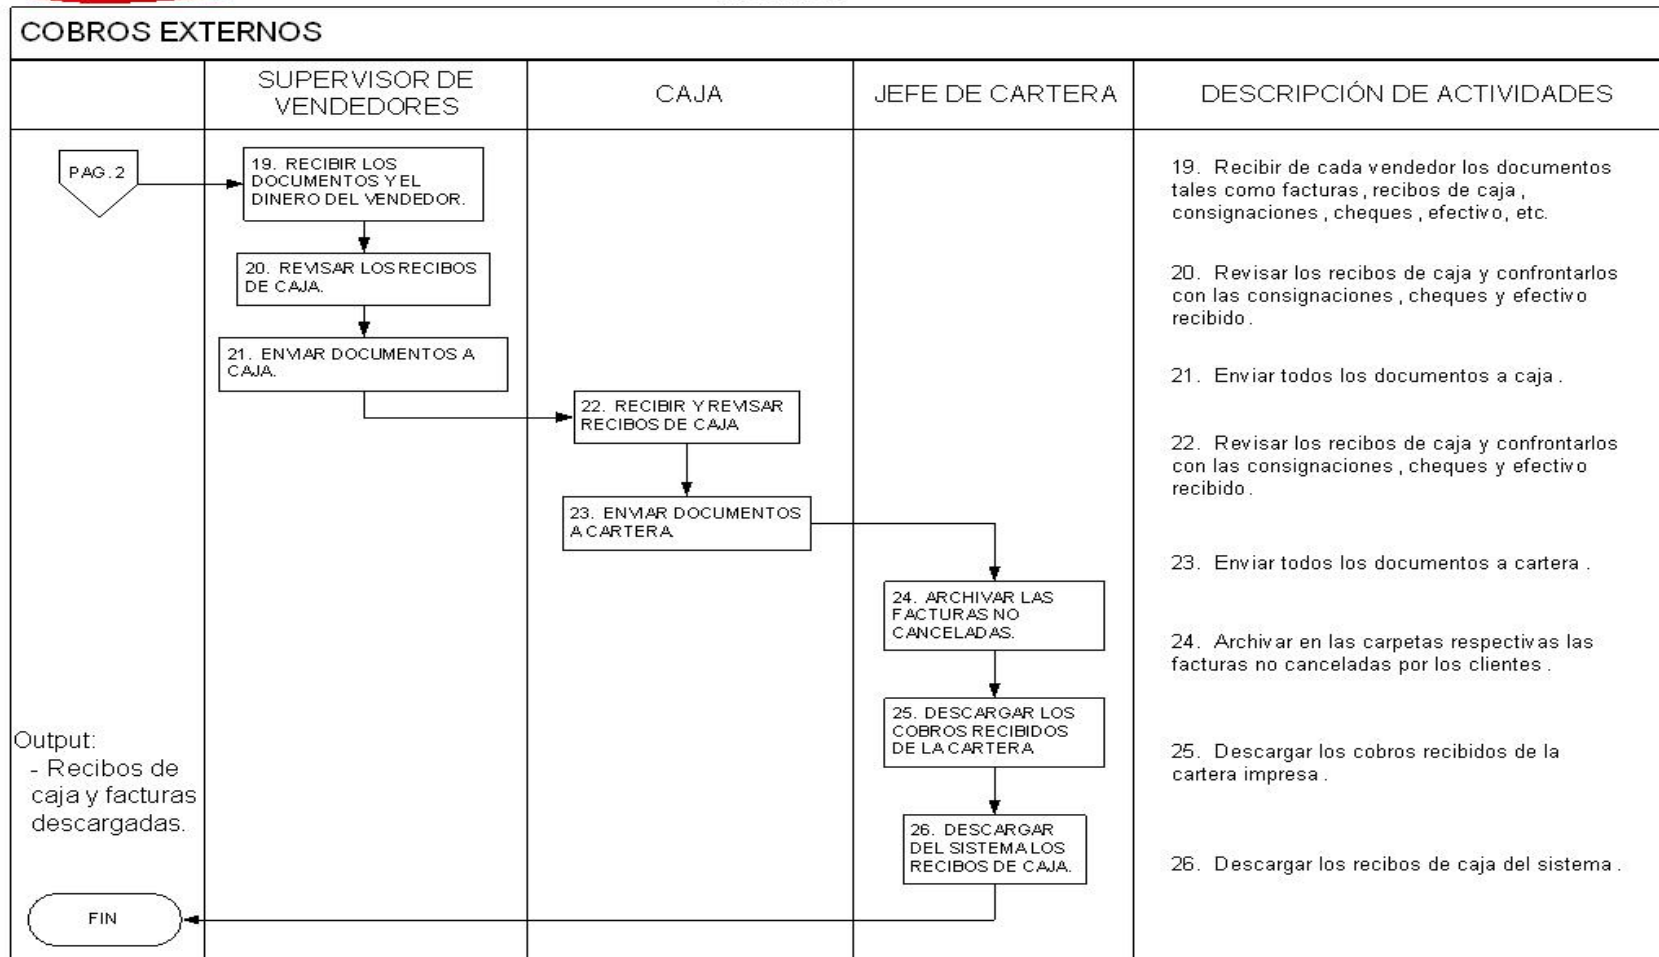 COBROS EXTERNOS
SUPERVISOR DE
VENDEDORES
CAJA
JEFE DE CARTERA
DESCRIPCIÓN DE ACTIVIDADES
PAG. 2
19. RECIBIR LOS
DOCUMENTOS Y EL
DINERO DEL VENDEDOR.
20. REVISAR LOS RECIBOS
DE CAJA.
21. ENVIAR DOCUMENTOS A
CAJA.
22. RECIBIR Y REVISAR
RECIBOS DE CAJA
23. ENVIAR DOCUMENTOS
A CARTERA
24. ARCHIVAR LAS
FACTURAS NO
CANCELADAS.
25. DESCARGAR LOS
COBROS RECIBIDOS
DE LA CARTERA
26. DESCARGAR
DEL SISTEMA LOS
RECIBOS DE CAJA.
Output:
- Recibos de
caja y facturas
descargadas.
FIN
19. Recibir de cada vendedor los documentos
tales como facturas, recibos de caja,
consignaciones, cheques, efectivo, etc.
20. Revisar los recibos de caja y confrontarlos
con las consignaciones, cheques y efectivo
recibido.
21. Enviar todos los documentos a caja.
22. Revisar los recibos de caja y confrontarlos
con las consignaciones, cheques y efectivo
recibido.
23. Enviar todos los documentos a cartera.
24. Archivar en las carpetas respectivas las
facturas no canceladas por los clientes.
25. Descargar los cobros recibidos de la
cartera impresa.
26. Descargar los recibos de caja del sistema.